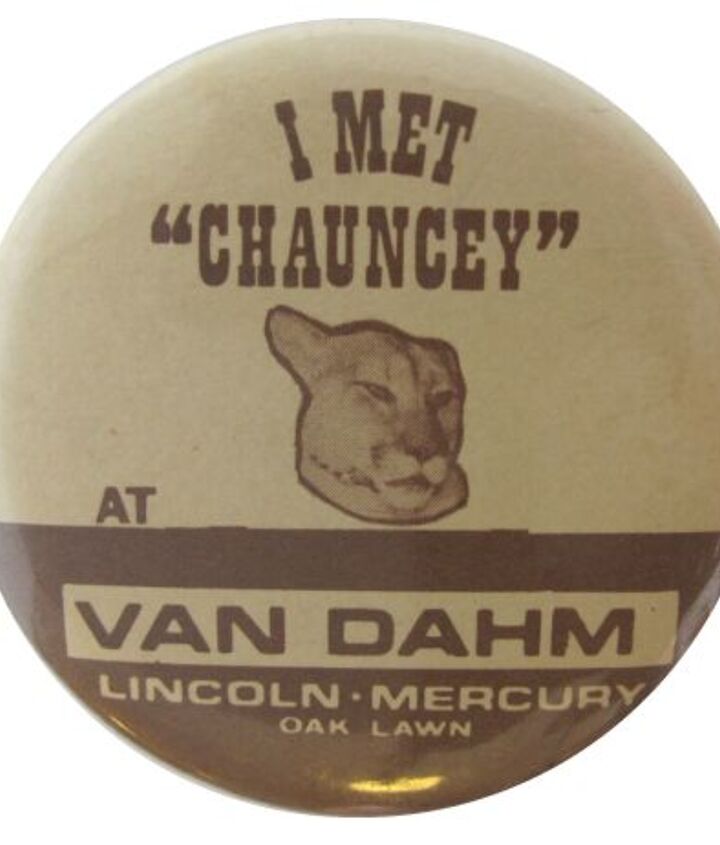 I MET
“CHAUNCEY”
AT
VAN DAHM
LINCOLN·MERCURY
OAK LAWN